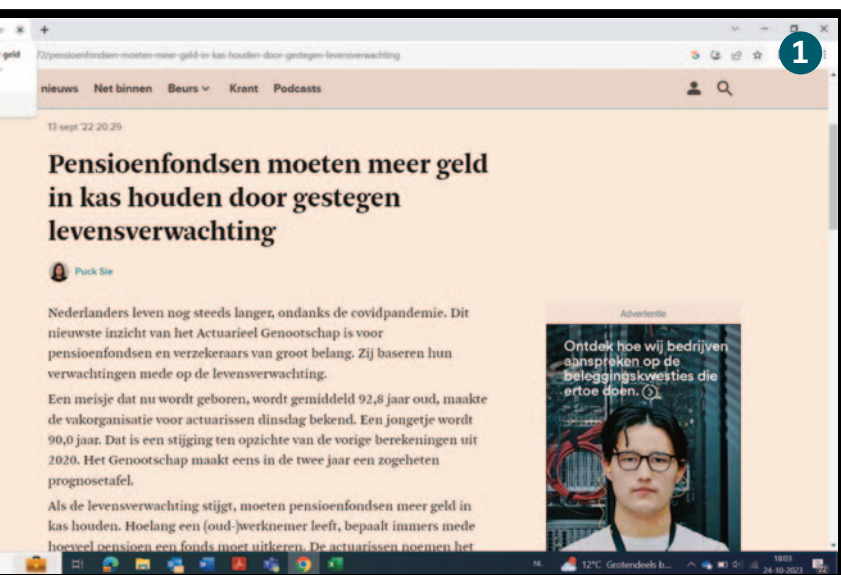 geld
72/pensioenfondsen-moeten-meer-geld-in-kas-houden-door-gestegen-levensverwachting
1
nieuws Net binnen Beurs Krant Podcasts
13 sept '22 20:29
Pensioenfondsen moeten meer geld
in kas houden door gestegen
levensverwachting
Puck Sie
Nederlanders leven nog steeds langer, ondanks de covidpandemie. Dit
nieuwste inzicht van het Actuarieel Genootschap is voor
pensioenfondsen en verzekeraars van groot belang. Zij baseren hun
verwachtingen mede op de levensverwachting.
Een meisje dat nu wordt geboren, wordt gemiddeld 92,8 jaar oud, maakte
de vakorganisatie voor actuarissen dinsdag bekend. Een jongetje wordt
90,0 jaar. Dat is een stijging ten opzichte van de vorige berekeningen uit
2020. Het Genootschap maakt eens in de twee jaar een zogeheten
prognosetafel.
Als de levensverwachting stijgt, moeten pensioenfondsen meer geld in
kas houden. Hoelang een (oud-)werknemer leeft, bepaalt immers mede
hoeveel pensioen een fonds moet uitkeren. De actuarissen noemen het
Advertentie
Ontdek hoe wij bedrijven
aanspreken op de
beleggingskwesties die
ertoe doen.
NL 12°C Grotendeels b... 18:03
24-10-2023 22